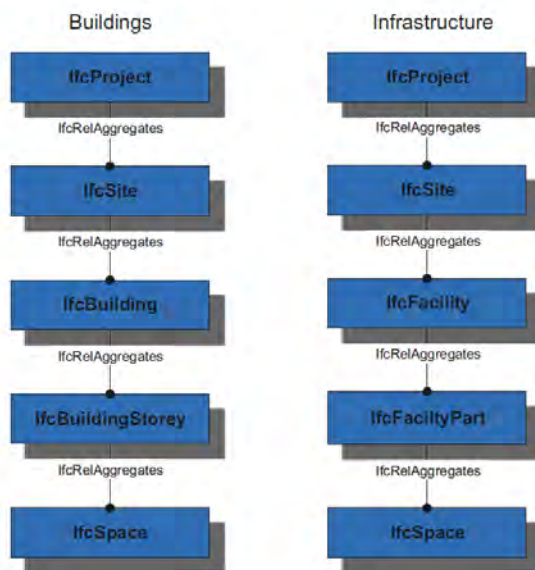 Buildings
IfcProject
IfcRelAggregates
IfcSite
IfcRelAggregates
IfcBuilding
IfcRelAggregates
IfcBuildingStorey
IfcRelAggregates
IfcSpace
Infrastructure
IfcProject
IfcRelAggregates
IfcSite
IfcRelAggregates
IfcFacility
IfcRelAggregates
IfcFaciltyPart
IfcRelAggregates
IfcSpace